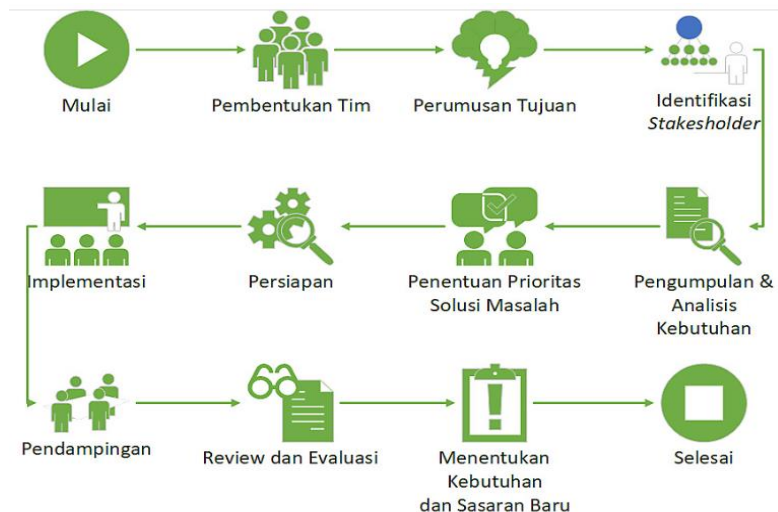 Mulai
Pembentukan Tim
Perumusan Tujuan
Identifikasi
Stakesholder
Implementasi
Persiapan
Penentuan Prioritas
Solusi Masalah
Pengumpulan &
Analisis
Kebutuhan
Pendampingan
Review dan Evaluasi
Menentukan
Kebutuhan
dan Sasaran Baru
Selesai